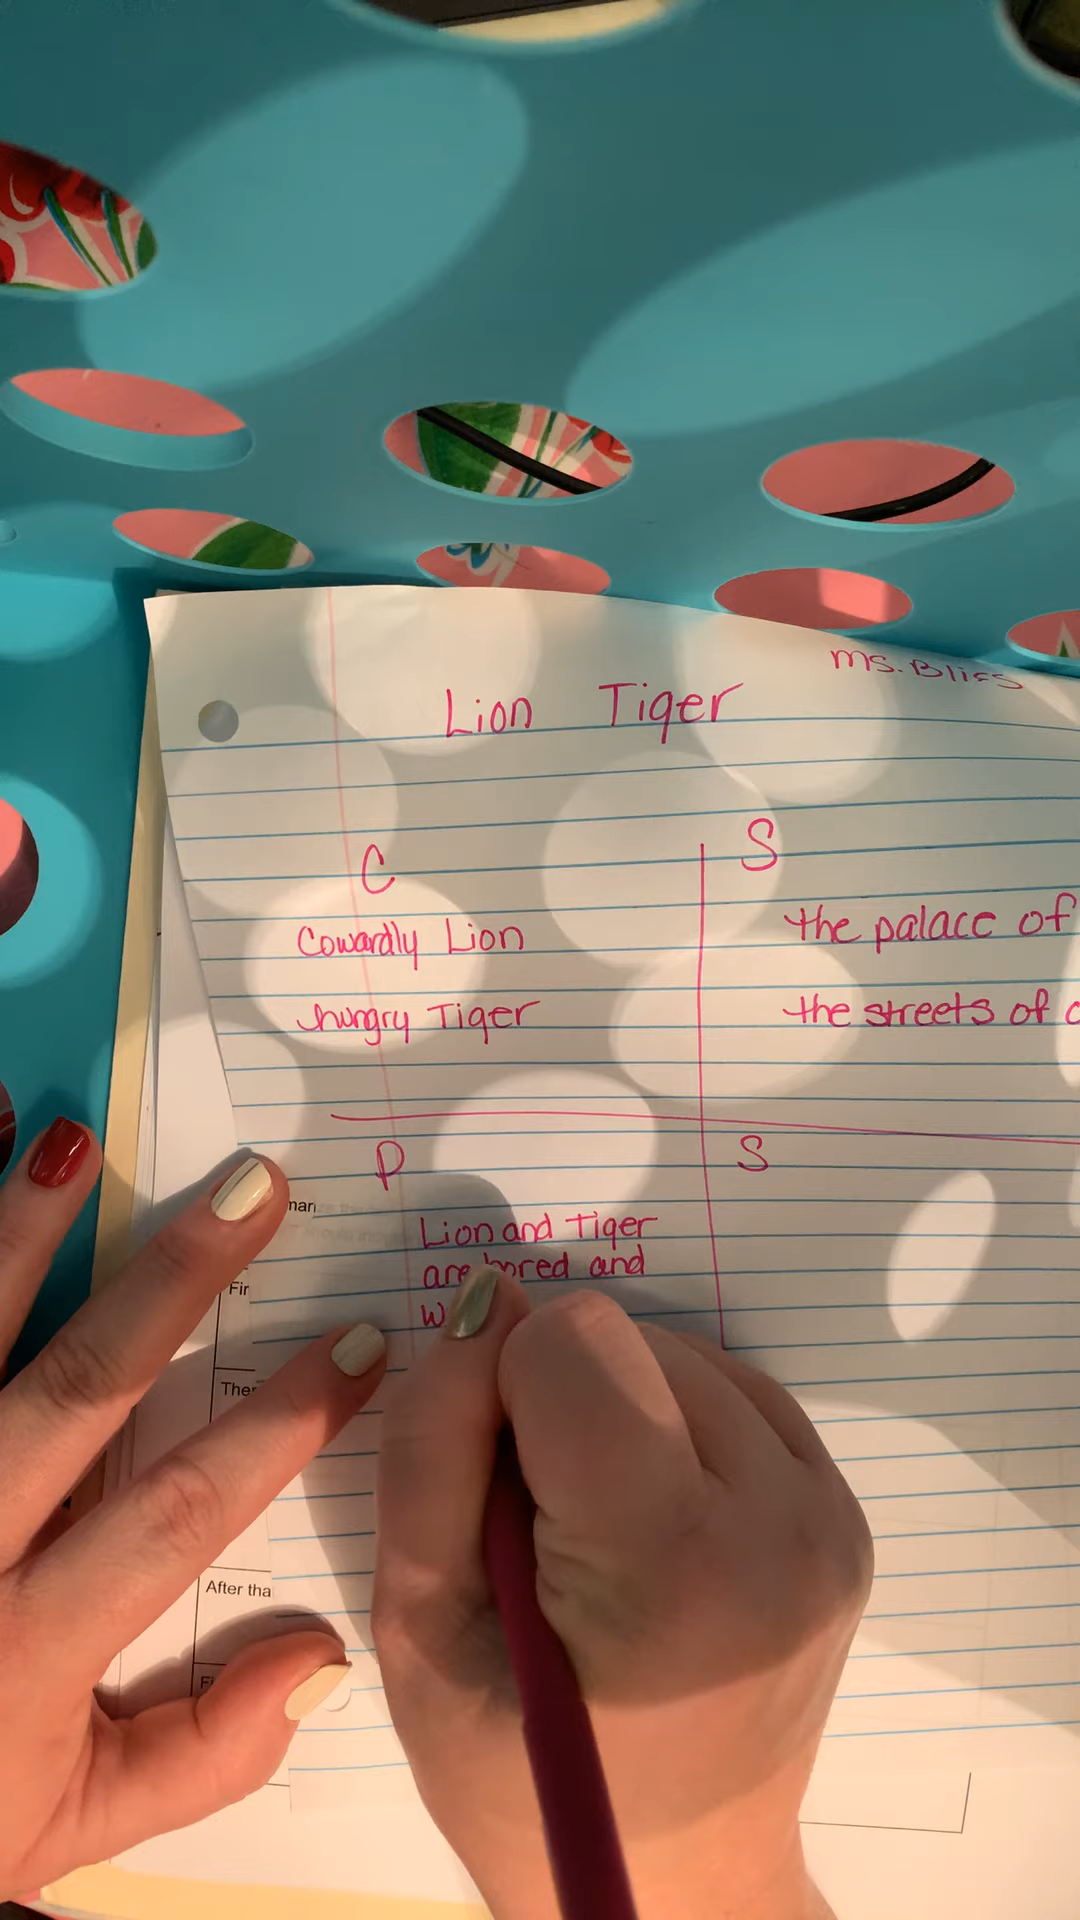 Ms. Bliss
Lion Tiger
C
S
Cowardly Lion
the palace of
hungry Tiger
the streets of
P
S
Lion and Tiger
are bored and
Fir
After tha